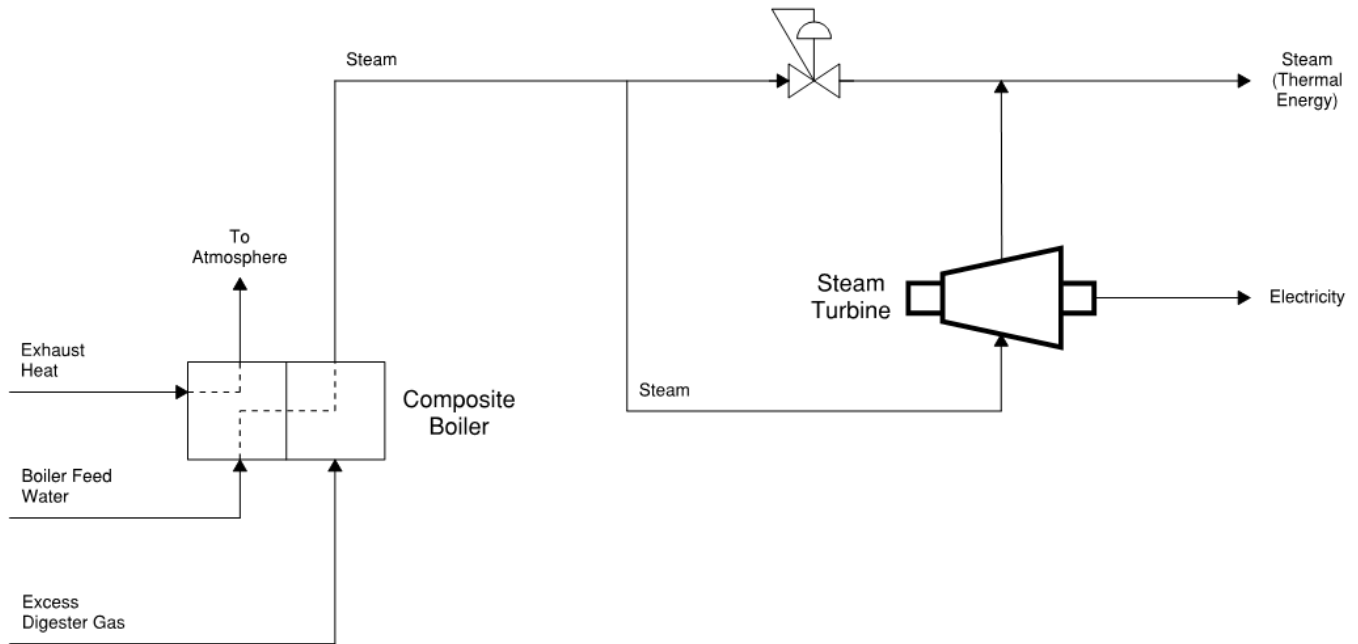 Steam
Steam
(Thermal
Energy)
To
Atmosphere
Steam
Turbine
Electricity
Exhaust
Heat
Composite
Boiler
Steam
Boiler Feed
Water
Excess
Digester Gas